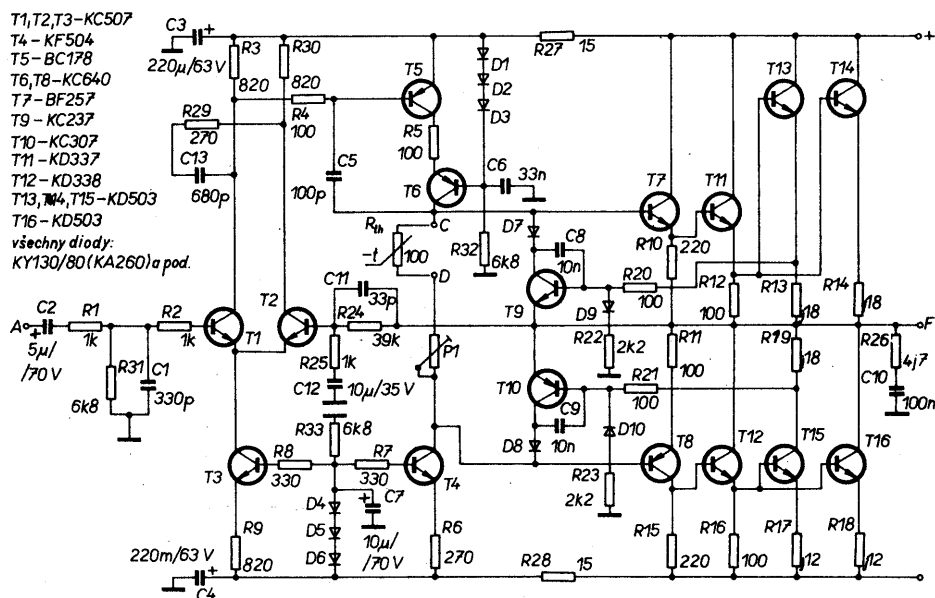 T1,T2,T3-KC507
T4-KF504
T5-BC178
T6,T8-KC640
T7-BF257
T9-KC237
T10-KC307
T11-KD337
T12-KD338
T13,T14,T15-KD503
T16-KD503
všechny diody:
KY130/80(KA260)a pod.
C3 +
220µ/63V
R3
820
R30
820
R27
15
+
R29
270
C13
680p
R4
100
C5
100p
T5
R5
100
T6
D1
D2
D3
C6
33n
T13
T14
T7
T11
R10
220
Rth
-t
100
C
D
R32
6k8
D7
C8
10n
R20
100
T9
D9
R22
2k2
R12
100
R13
,18
R14
,18
A
C2
+
5µ/
/70V
R1
1k
R2
1k
T1
T2
C11
33p
R24
39k
R25
1k
C12
10µ/35V
R31
6k8
C1
330p
P1
T10
R21
100
R11
100
R19
,18
R26
4j7
C10
100n
F
R33
6k8
C9
10n
D8
D10
R23
2k2
T3
R8
330
R7
330
T4
T8
T12
T15
T16
D4
D5
D6
+
C7
10µ/
/70V
R9
820
R6
270
R15
220
R16
100
R17
,12
R18
,12
220m/63V
+
C4
R28
15
-